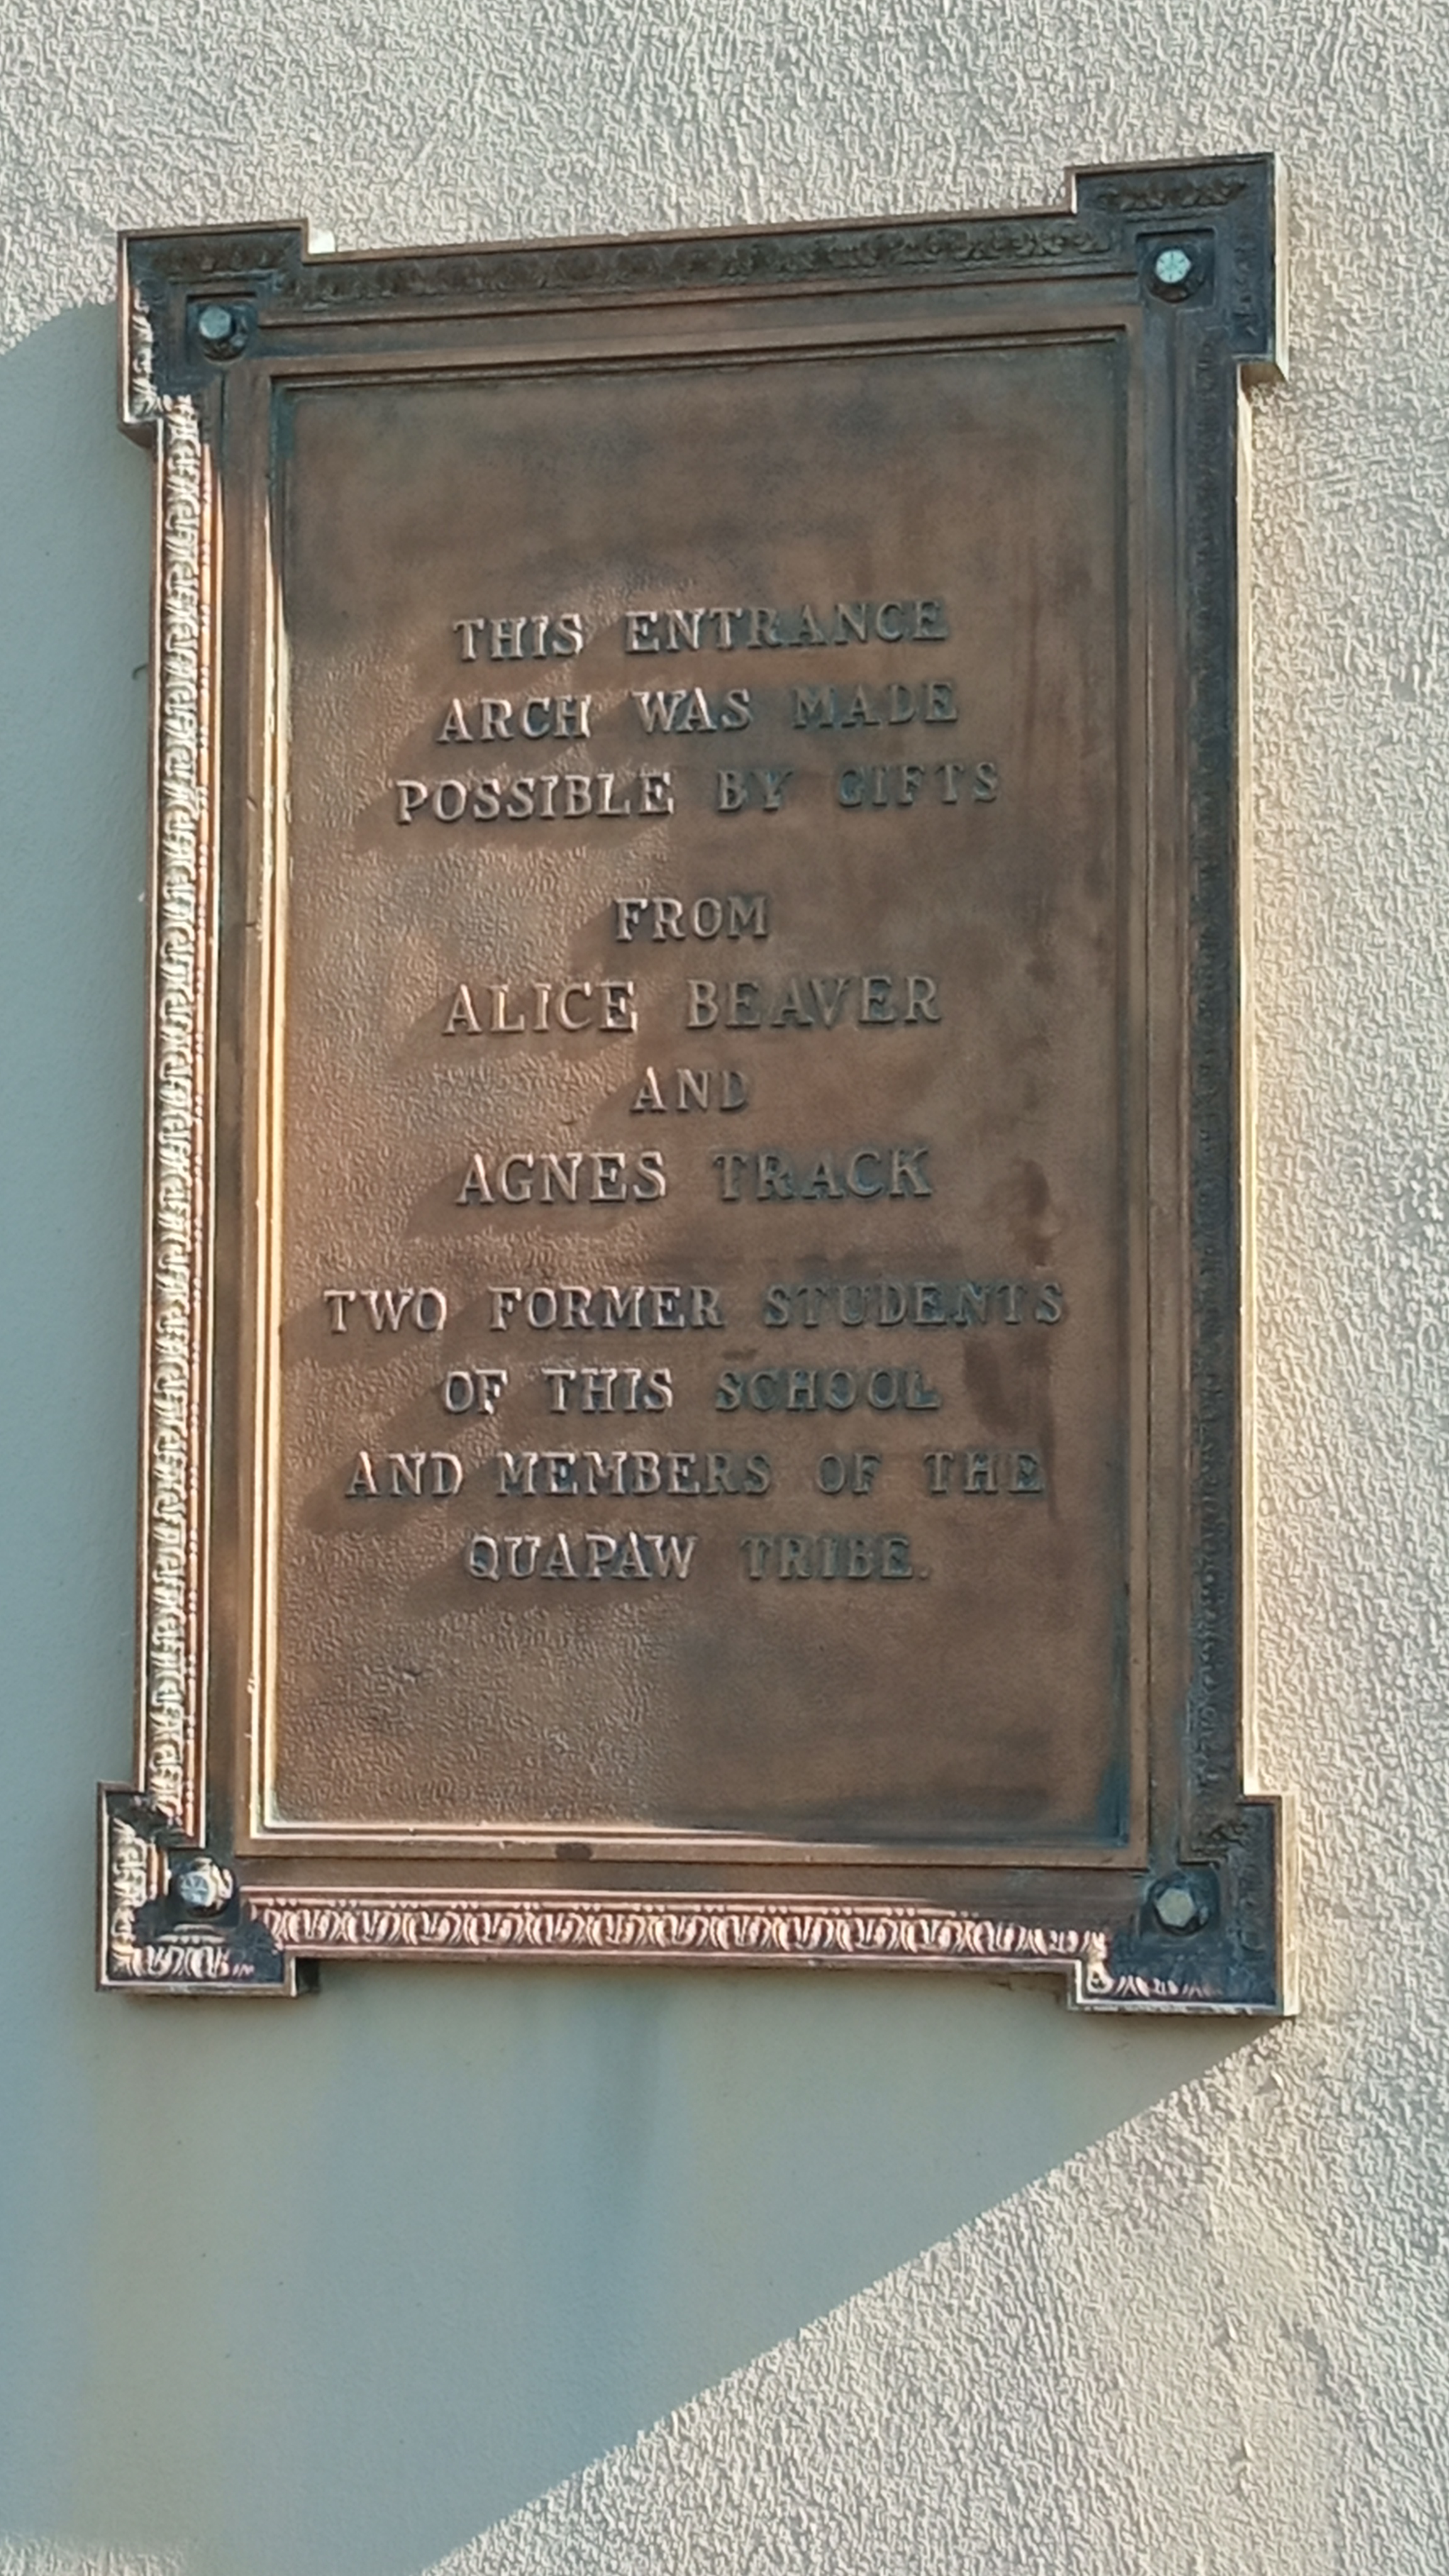 THIS ENTRANCE
ARCH WAS MADE
POSSIBLE BY GIFTS
FROM
ALICE BEAVER
AND
AGNES TRACK
TWO FORMER STUDENTS
OF THIS SCHOOL
AND MEMBERS OF THE
QUAPAW TRIBE.